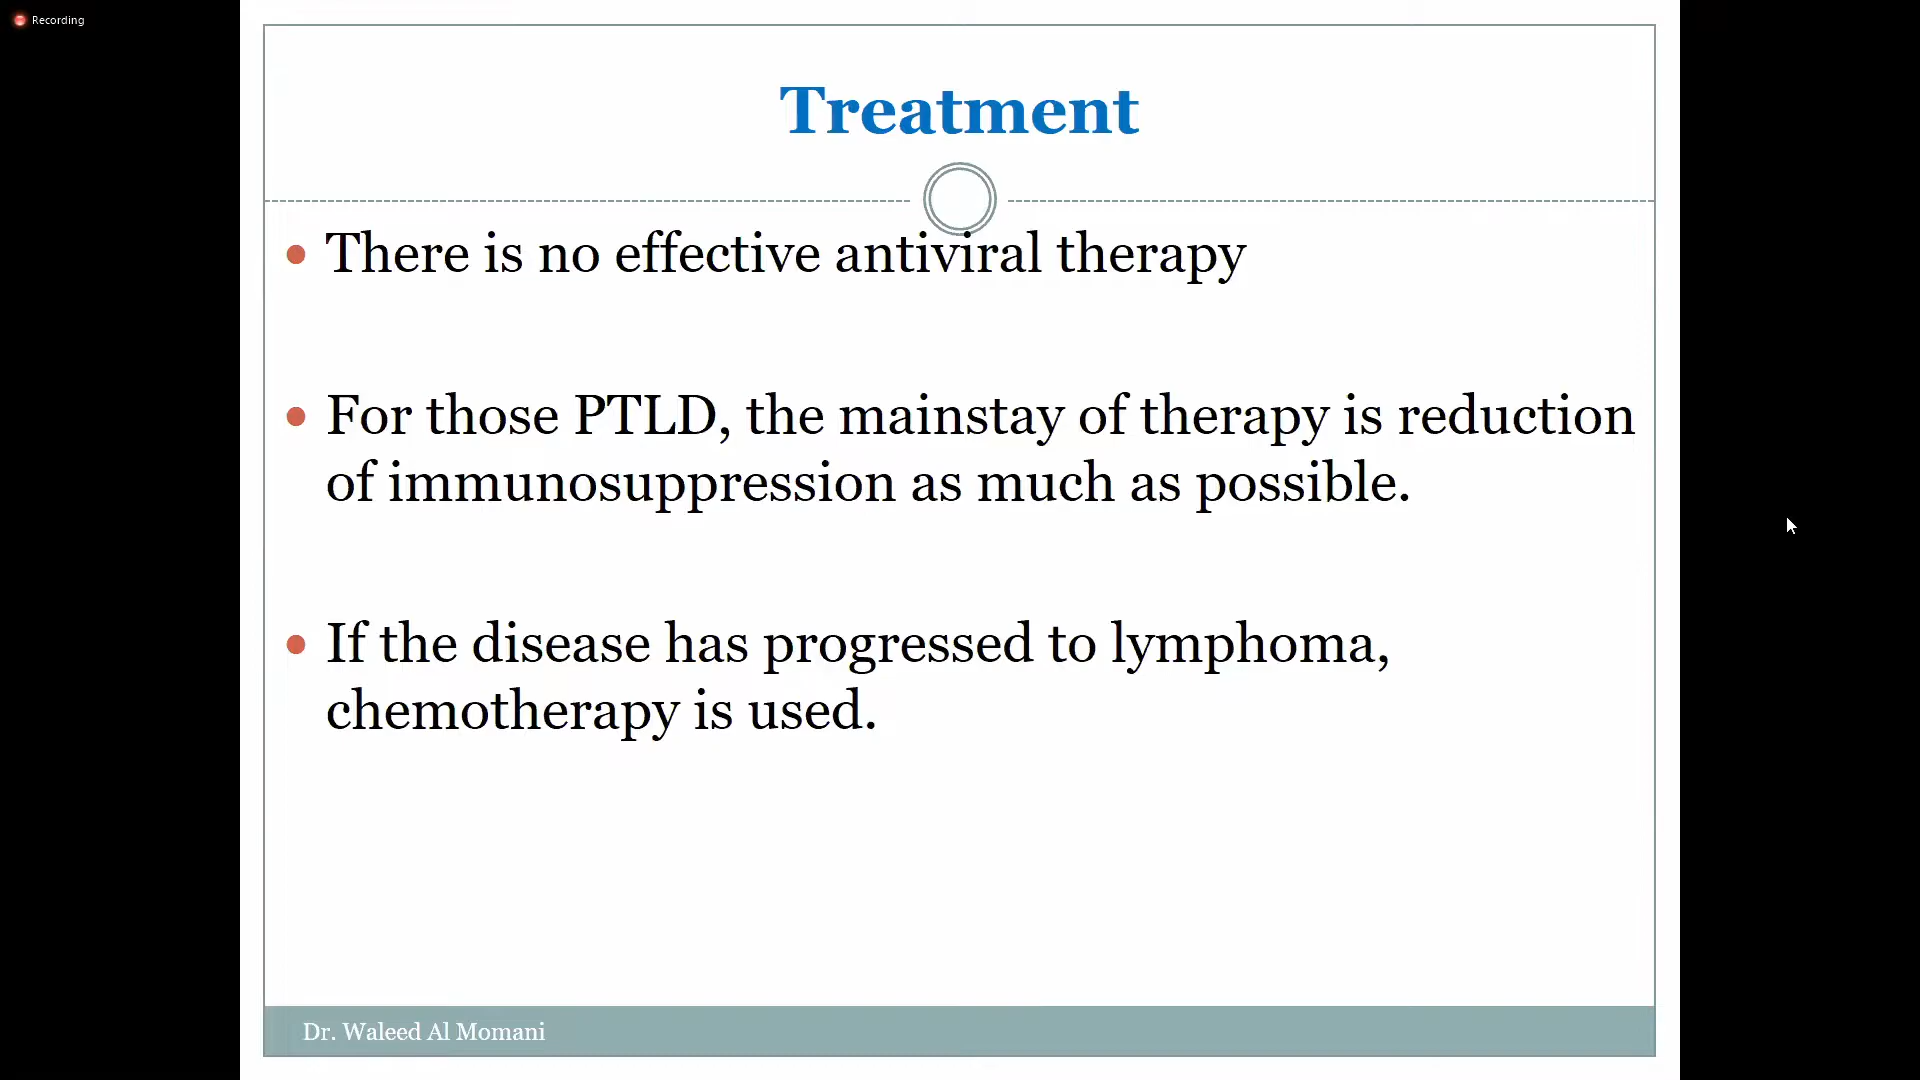 Recording
Treatment
• There is no effective antiviral therapy
• For those PTLD, the mainstay of therapy is reduction
of immunosuppression as much as possible.
• If the disease has progressed to lymphoma,
chemotherapy is used.
Dr. Waleed Al Momani